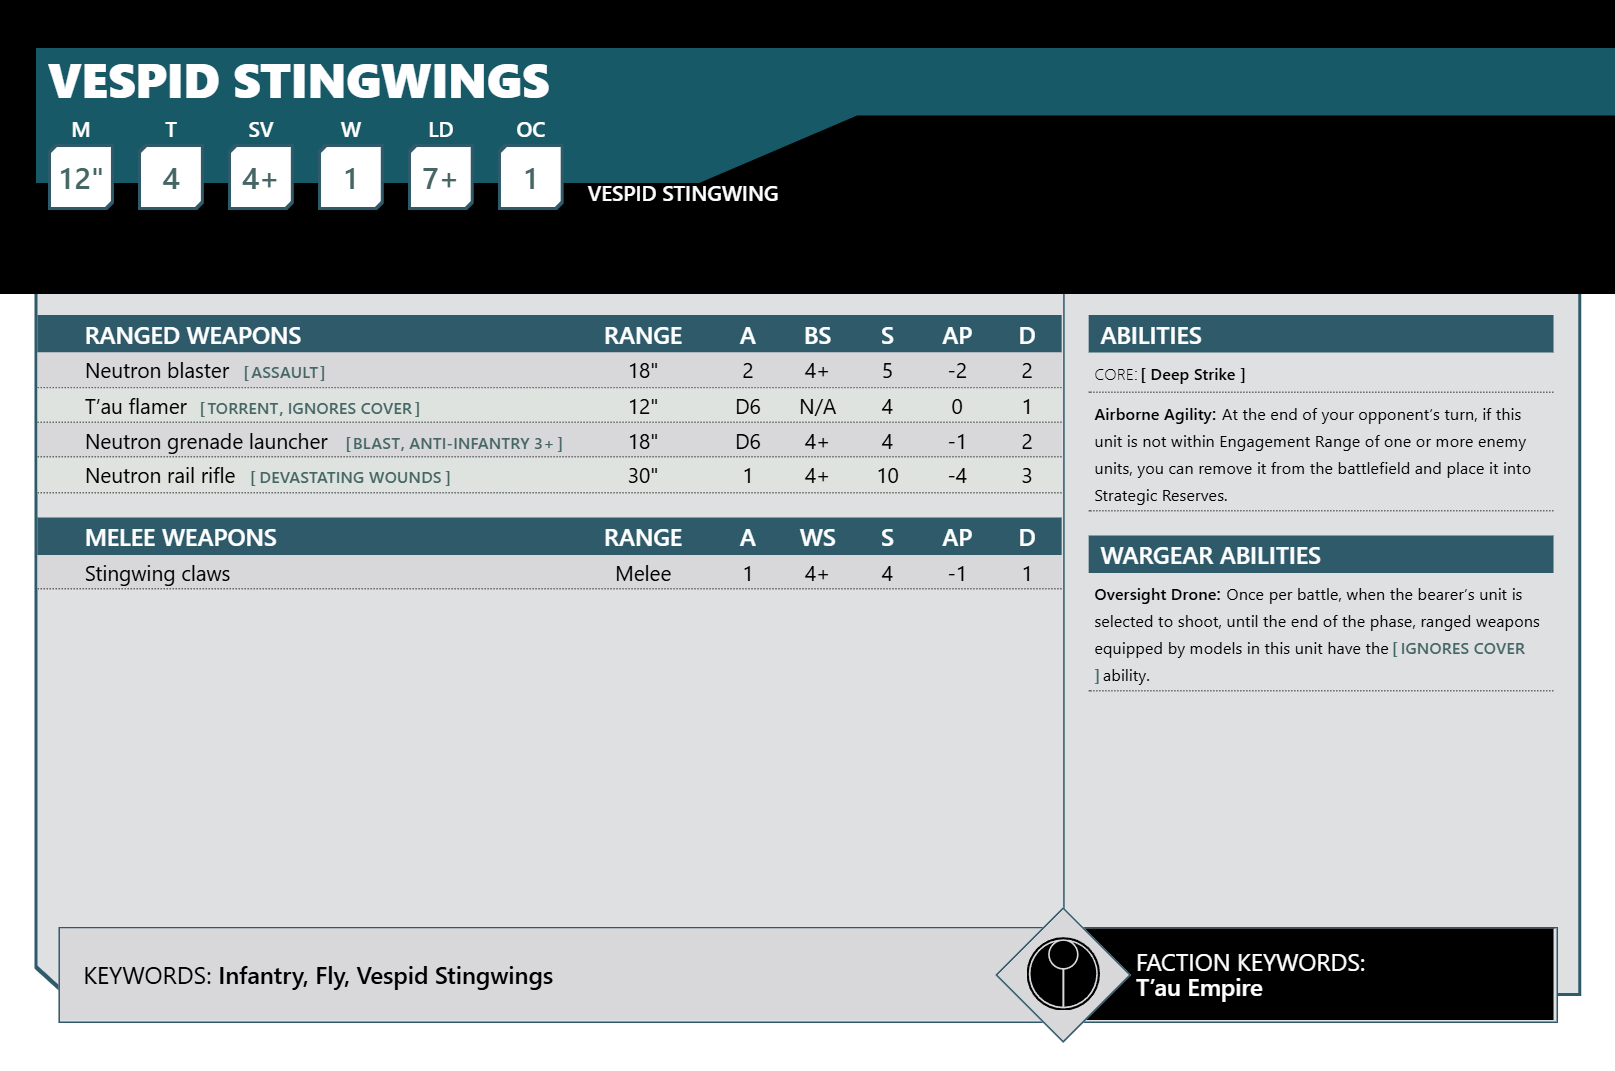 VESPID STINGWINGS
M T SV W LD OC
12" 4 4+ 1 7+ 1
VESPID STINGWING
RANGED WEAPONS RANGE A BS S AP D
Neutron blaster [ASSAULT] 18" 2 4+ 5 -2 2
T’au flamer [TORRENT, IGNORES COVER] 12" D6 N/A 4 0 1
Neutron grenade launcher [BLAST, ANTI-INFANTRY 3+] 18" D6 4+ 4 -1 2
Neutron rail rifle [DEVASTATING WOUNDS] 30" 1 4+ 10 -4 3
MELEE WEAPONS RANGE A WS S AP D
Stingwing claws Melee 1 4+ 4 -1 1
ABILITIES
CORE: [ Deep Strike ]
Airborne Agility: At the end of your opponent’s turn, if this
unit is not within Engagement Range of one or more enemy
units, you can remove it from the battlefield and place it into
Strategic Reserves.
WARGEAR ABILITIES
Oversight Drone: Once per battle, when the bearer’s unit is
selected to shoot, until the end of the phase, ranged weapons
equipped by models in this unit have the [ IGNORES COVER
] ability.
KEYWORDS: Infantry, Fly, Vespid Stingwings
FACTION KEYWORDS:
T’au Empire